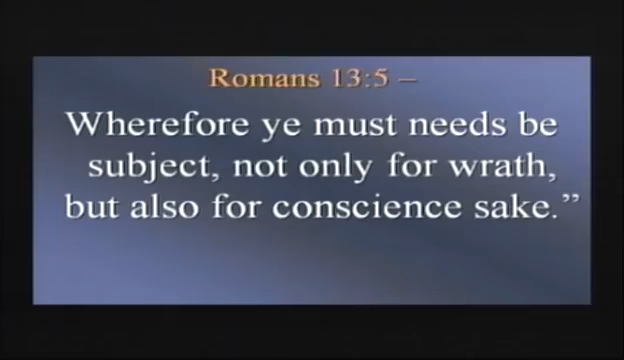 Romans 13:5 –
Wherefore ye must needs be
subject, not only for wrath,
but also for conscience sake.”